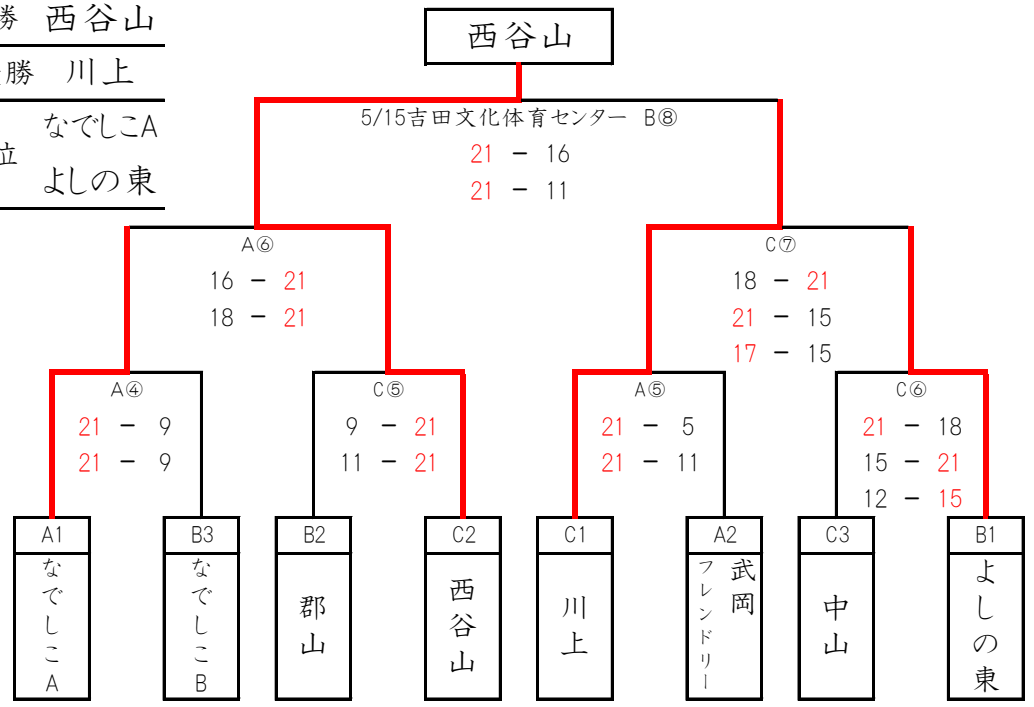 勝 西谷山
勝 川上
位 なでしこA
よしの東
西谷山
5/15吉田文化体育センター B⑧
21 － 16
21 － 11
A⑥
16 － 21
18 － 21
C⑦
18 － 21
21 － 15
17 － 15
A④
21 － 9
21 － 9
C⑤
9 － 21
11 － 21
A⑤
21 － 5
21 － 11
C⑥
21 － 18
15 － 21
12 － 15
A1
なでしこA
B3
なでしこB
B2
郡山
C2
西谷山
C1
川上
A2
武岡
フレンドリー
C3
中山
B1
よしの東